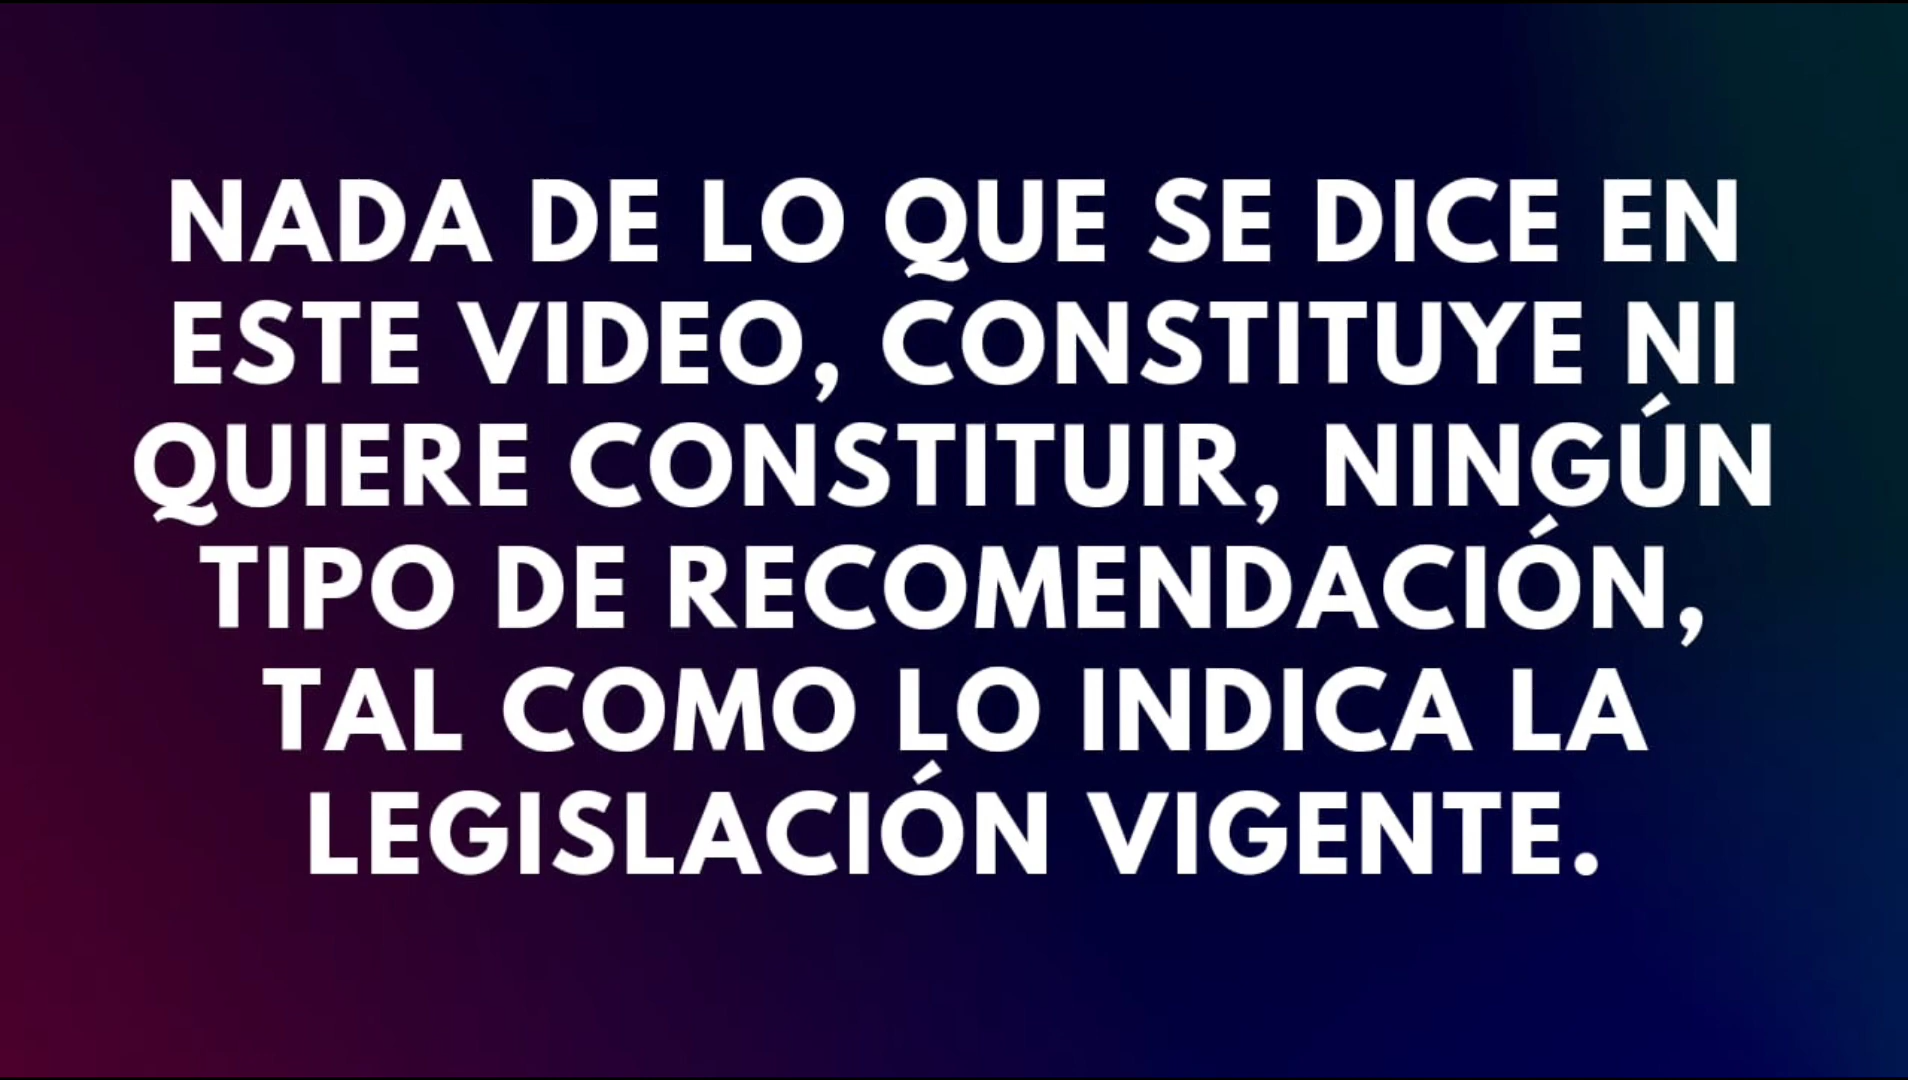 NADA DE LO QUE SE DICE EN
ESTE VIDEO, CONSTITUYE NI
QUIERE CONSTITUIR, NINGÚN
TIPO DE RECOMENDACIÓN,
TAL COMO LO INDICA LA
LEGISLACIÓN VIGENTE.